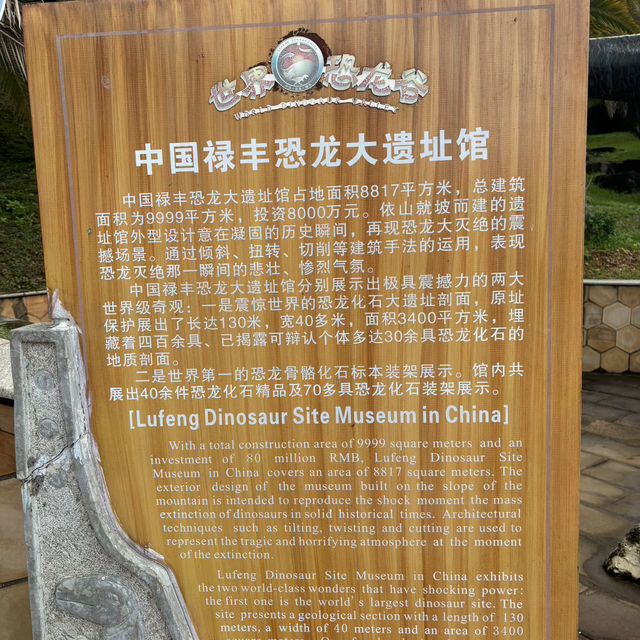 世界恐龙谷
中国禄丰恐龙大遗址馆
中国禄丰恐龙大遗址馆占地面积8817平方米，总建筑
面积为9999平方米，投资8000万元。依山就坡而建的遗
址馆外型设计意在凝固的历史瞬间，再现恐龙大灭绝的震
撼场景。通过倾斜、扭转、切削等建筑手法的运用，表现
恐龙灭绝那一瞬间的悲壮、惨烈气氛。
中国禄丰恐龙大遗址馆分别展示出极具震撼力的两大
世界级奇观：一是震惊世界的恐龙化石大遗址剖面，原址
保护展出了长达130米，宽40多米，面积3400平方米，埋
藏着四百余具、已揭露可辩认个体多达30余具恐龙化石的
地质剖面。
二是世界第一的恐龙骨骼化石标本装架展示。馆内共
展出40余件恐龙化石精品及70多具恐龙化石装架展示。
[Lufeng Dinosaur Site Museum in China]
With a total construction area of 9999 square meters and an
investment of 80 million RMB, Lufeng Dinosaur Site
Museum in China covers an area of 8817 square meters. The
exterior design of the museum built on the slope of the
mountain is intended to reproduce the shock moment the mass
extinction of dinosaurs in solid historical times. Architectural
techniques such as tilting, twisting and cutting are used to
represent the tragic and horrifying atmosphere at the moment
of the extinction.
Lufeng Dinosaur Site Museum in China exhibits
the two world-class wonders that have shocking power:
the first one is the world's largest dinosaur site. The
site presents a geological section with a length of 130
meters, a width of 40 meters and an area of 3400